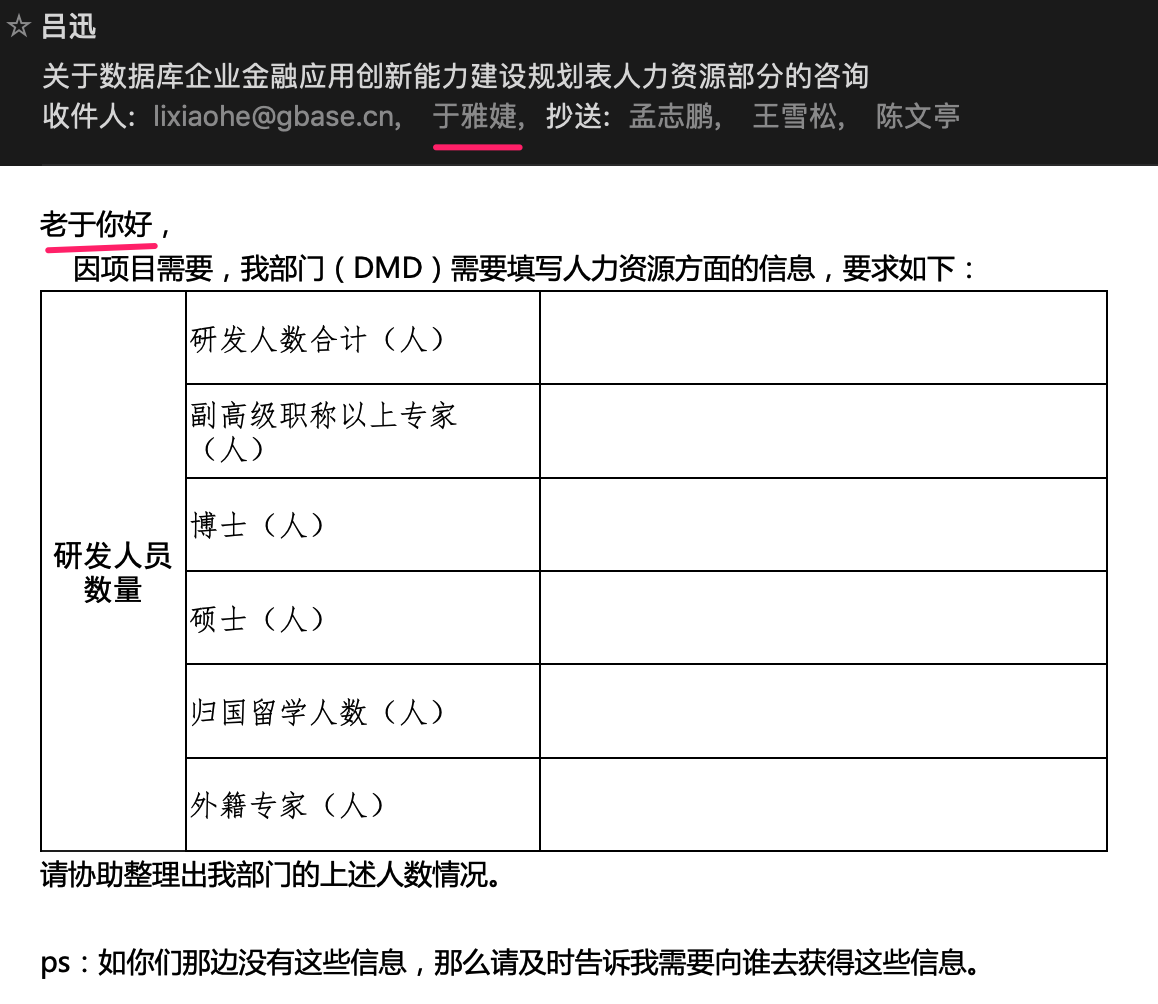 吕迅
关于数据库企业金融应用创新能力建设规划表人力资源部分的咨询
收件人: lixiaohe@gbase.cn, 于雅婕, 抄送: 孟志鹏, 王雪松, 陈文亭
老于你好，
因项目需要，我部门（DMD）需要填写人力资源方面的信息，要求如下：
研发人员
数量
研发人数合计（人）
副高级职称以上专家
（人）
博士（人）
硕士（人）
归国留学人数（人）
外籍专家（人）
请协助整理出我部门的上述人数情况。
ps：如你们那边没有这些信息，那么请及时告诉我需要向谁去获得这些信息。